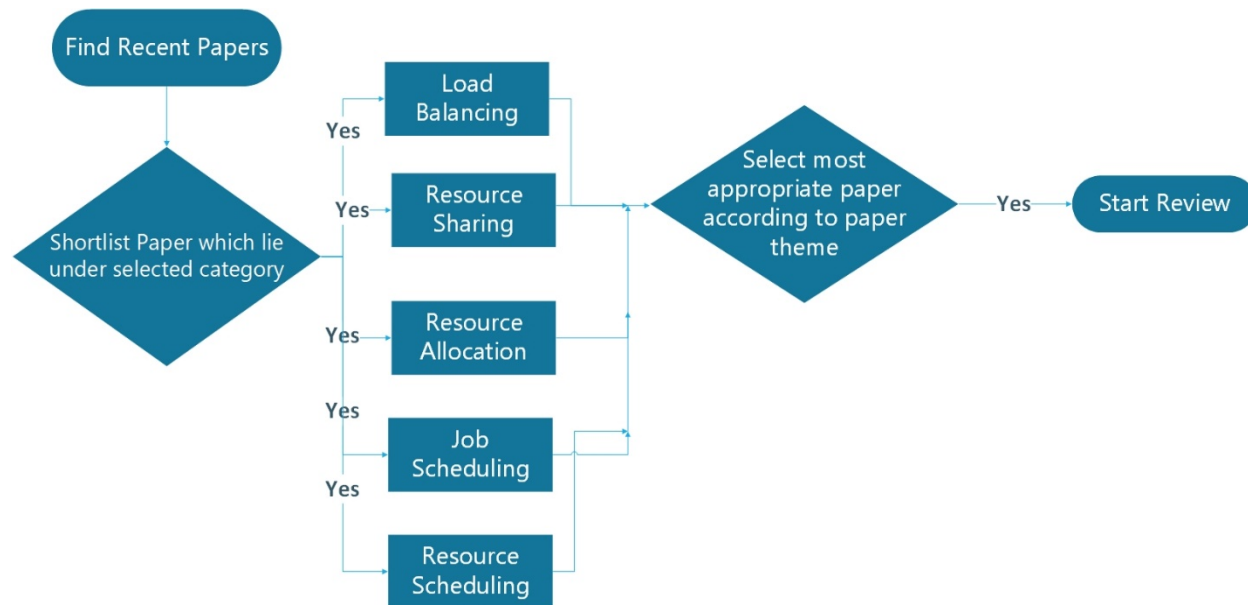 Find Recent Papers
Shortlist Paper which lie
under selected category
Yes
Load
Balancing
Yes
Resource
Sharing
Yes
Resource
Allocation
Yes
Job
Scheduling
Yes
Resource
Scheduling
Select most
appropriate paper
according to paper
theme
Yes
Start Review